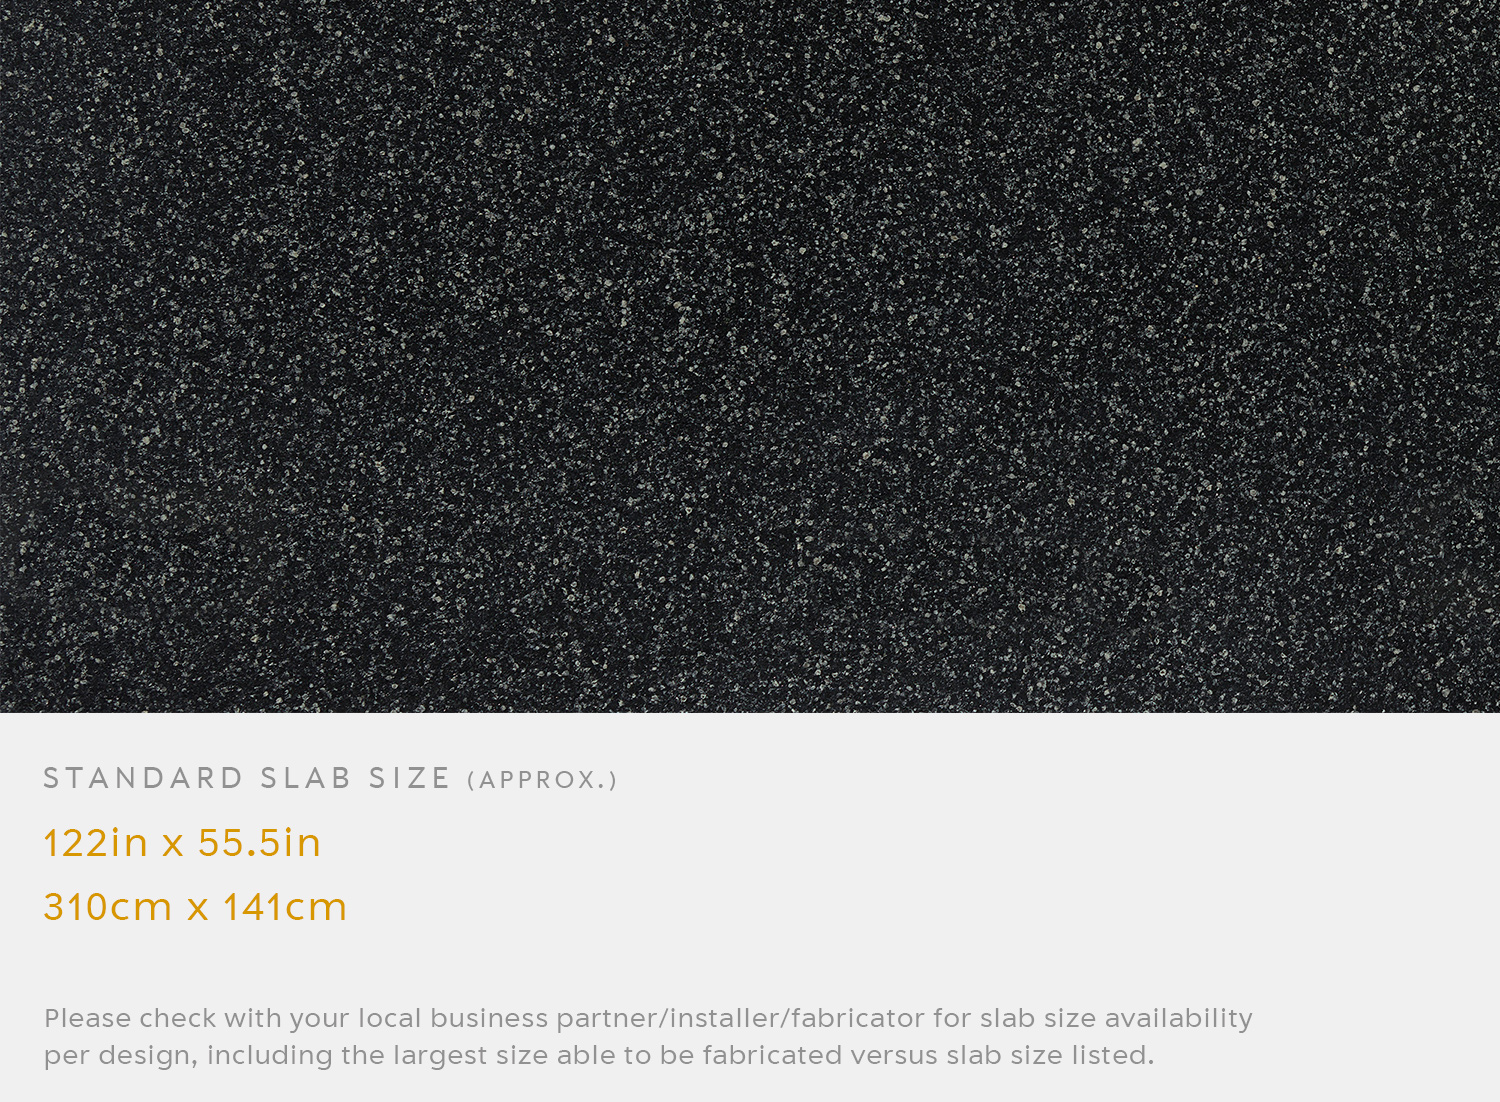 STANDARD SLAB SIZE (APPROX.)
122in x 55.5in
310cm x 141cm
Please check with your local business partner/installer/fabricator for slab size availability
per design, including the largest size able to be fabricated versus slab size listed.